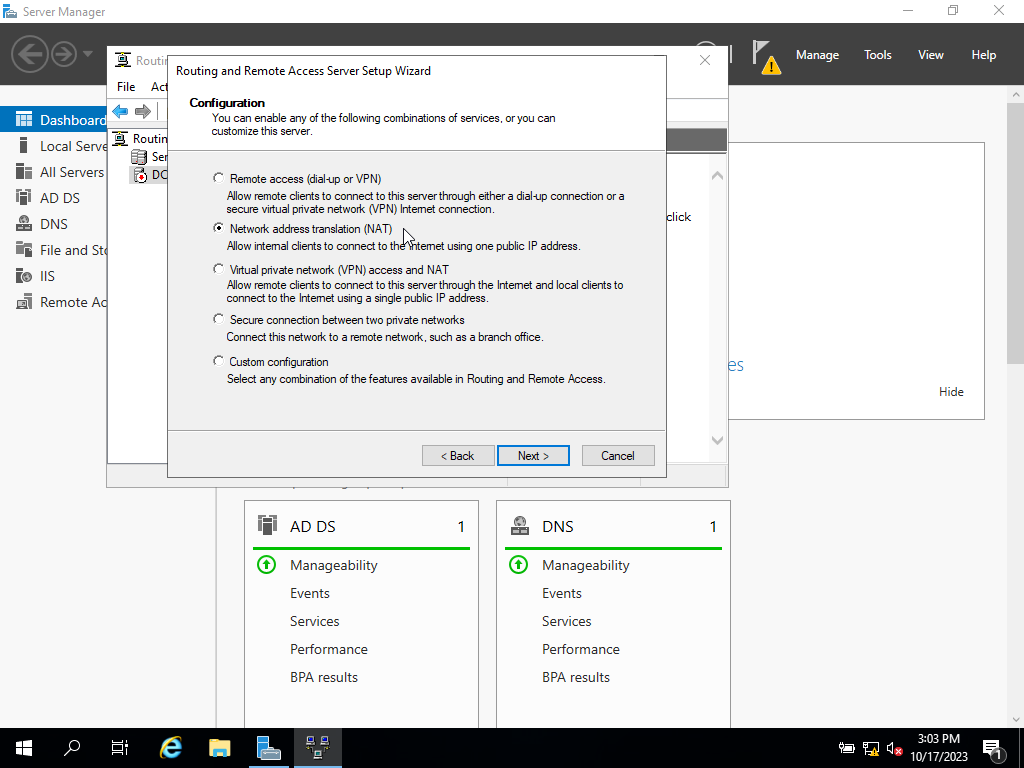 Server Manager
Manage
Tools
View
Help
Routin
File
Act
Dashboard
Local Serve
All Servers
AD DS
DNS
File and Sto
IIS
Remote Ac
Routin
Ser
DC
Routing and Remote Access Server Setup Wizard
Configuration
You can enable any of the following combinations of services, or you can
customize this server.
Remote access (dial-up or VPN)
Allow remote clients to connect to this server through either a dial-up connection or a
secure virtual private network (VPN) Internet connection.
Network address translation (NAT)
Allow internal clients to connect to the Internet using one public IP address.
Virtual private network (VPN) access and NAT
Allow remote clients to connect to this server through the Internet and local clients to
connect to the Internet using a single public IP address.
Secure connection between two private networks
Connect this network to a remote network, such as a branch office.
Custom configuration
Select any combination of the features available in Routing and Remote Access.
< Back
Next >
Cancel
click
es
Hide
AD DS
1
Manageability
Events
Services
Performance
BPA results
DNS
1
Manageability
Events
Services
Performance
BPA results
3:03 PM
10/17/2023
1